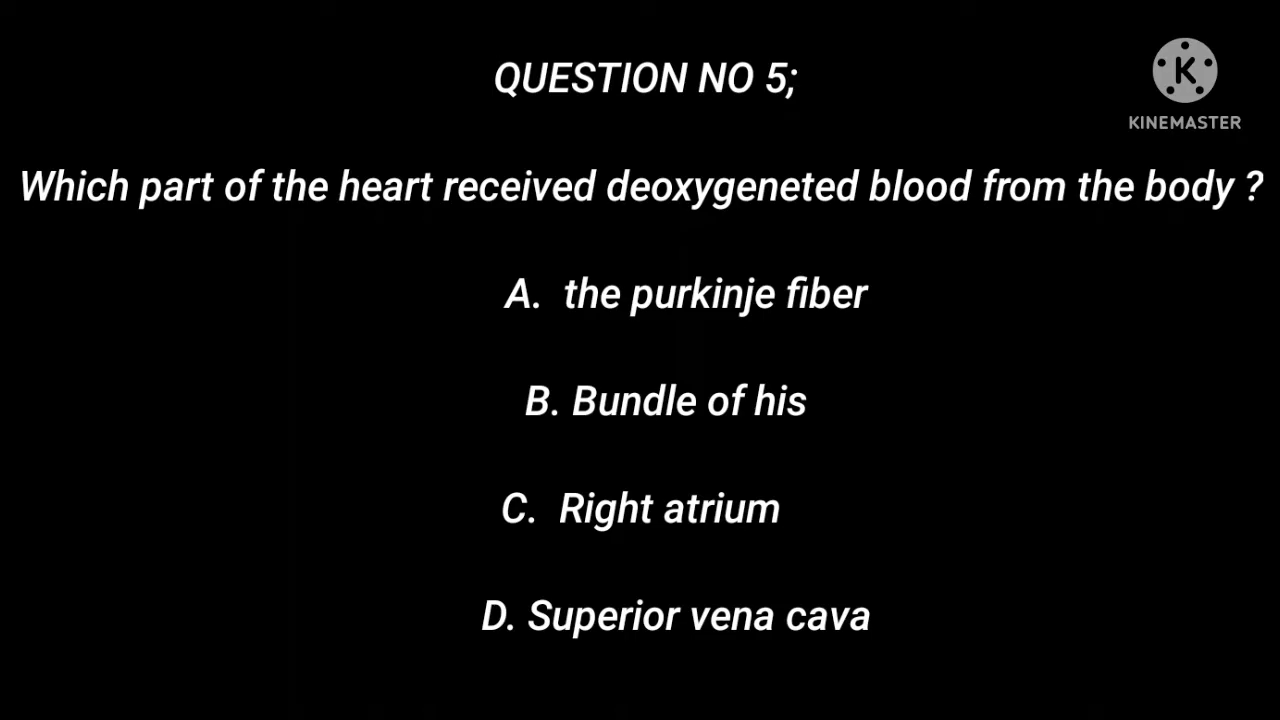 QUESTION NO 5;
K
KINEMASTER
Which part of the heart received deoxygeneted blood from the body ?
A. the purkinje fiber
B. Bundle of his
C. Right atrium
D. Superior vena cava